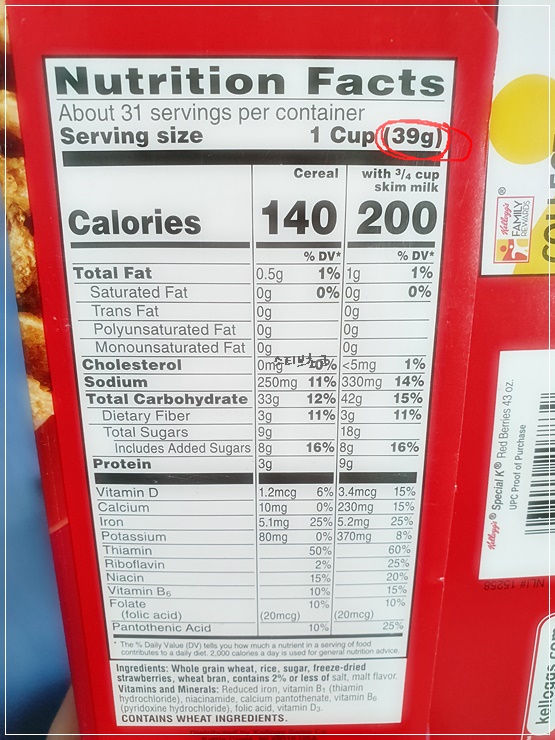 Nutrition Facts
About 31 servings per container
Serving size 1 Cup (39g)
Cereal with 3/4 cup skim milk
Calories 140 200
% DV* % DV*
Total Fat 0.5g 1% 1g 1%
Saturated Fat 0g 0% 0g 0%
Trans Fat 0g 0g
Polyunsaturated Fat 0g 0g
Monounsaturated Fat 0g 0g
Cholesterol 0mg 0% <5mg 1%
Sodium 250mg 11% 330mg 14%
Total Carbohydrate 33g 12% 42g 15%
Dietary Fiber 3g 11% 3g 11%
Total Sugars 9g 18g
Includes Added Sugars 8g 16% 8g 16%
Protein 3g 9g
Vitamin D 1.2mcg 6% 3.4mcg 15%
Calcium 10mg 0% 230mg 15%
Iron 5.1mg 25% 5.2mg 25%
Potassium 80mg 0% 370mg 8%
Thiamin 50% 60%
Riboflavin 2% 25%
Niacin 15% 20%
Vitamin B6 10% 15%
Folate 10% 10%
(folic acid) (20mcg) (20mcg)
Pantothenic Acid 10% 25%
* The % Daily Value (DV) tells you how much a nutrient in a serving of food
contributes to a daily diet. 2,000 calories a day is used for general nutrition advice.
Ingredients: Whole grain wheat, rice, sugar, freeze-dried
strawberries, wheat bran, contains 2% or less of salt, malt flavor.
Vitamins and Minerals: Reduced iron, vitamin B1 (thiamin
hydrochloride), niacinamide, calcium pantothenate, vitamin B6
(pyridoxine hydrochloride), folic acid, vitamin D3.
CONTAINS WHEAT INGREDIENTS.
Kellogg's®
FAMILY
REWARDS
Kellogg's® Special K® Red Berries 43 oz.
UPC Proof of Purchase